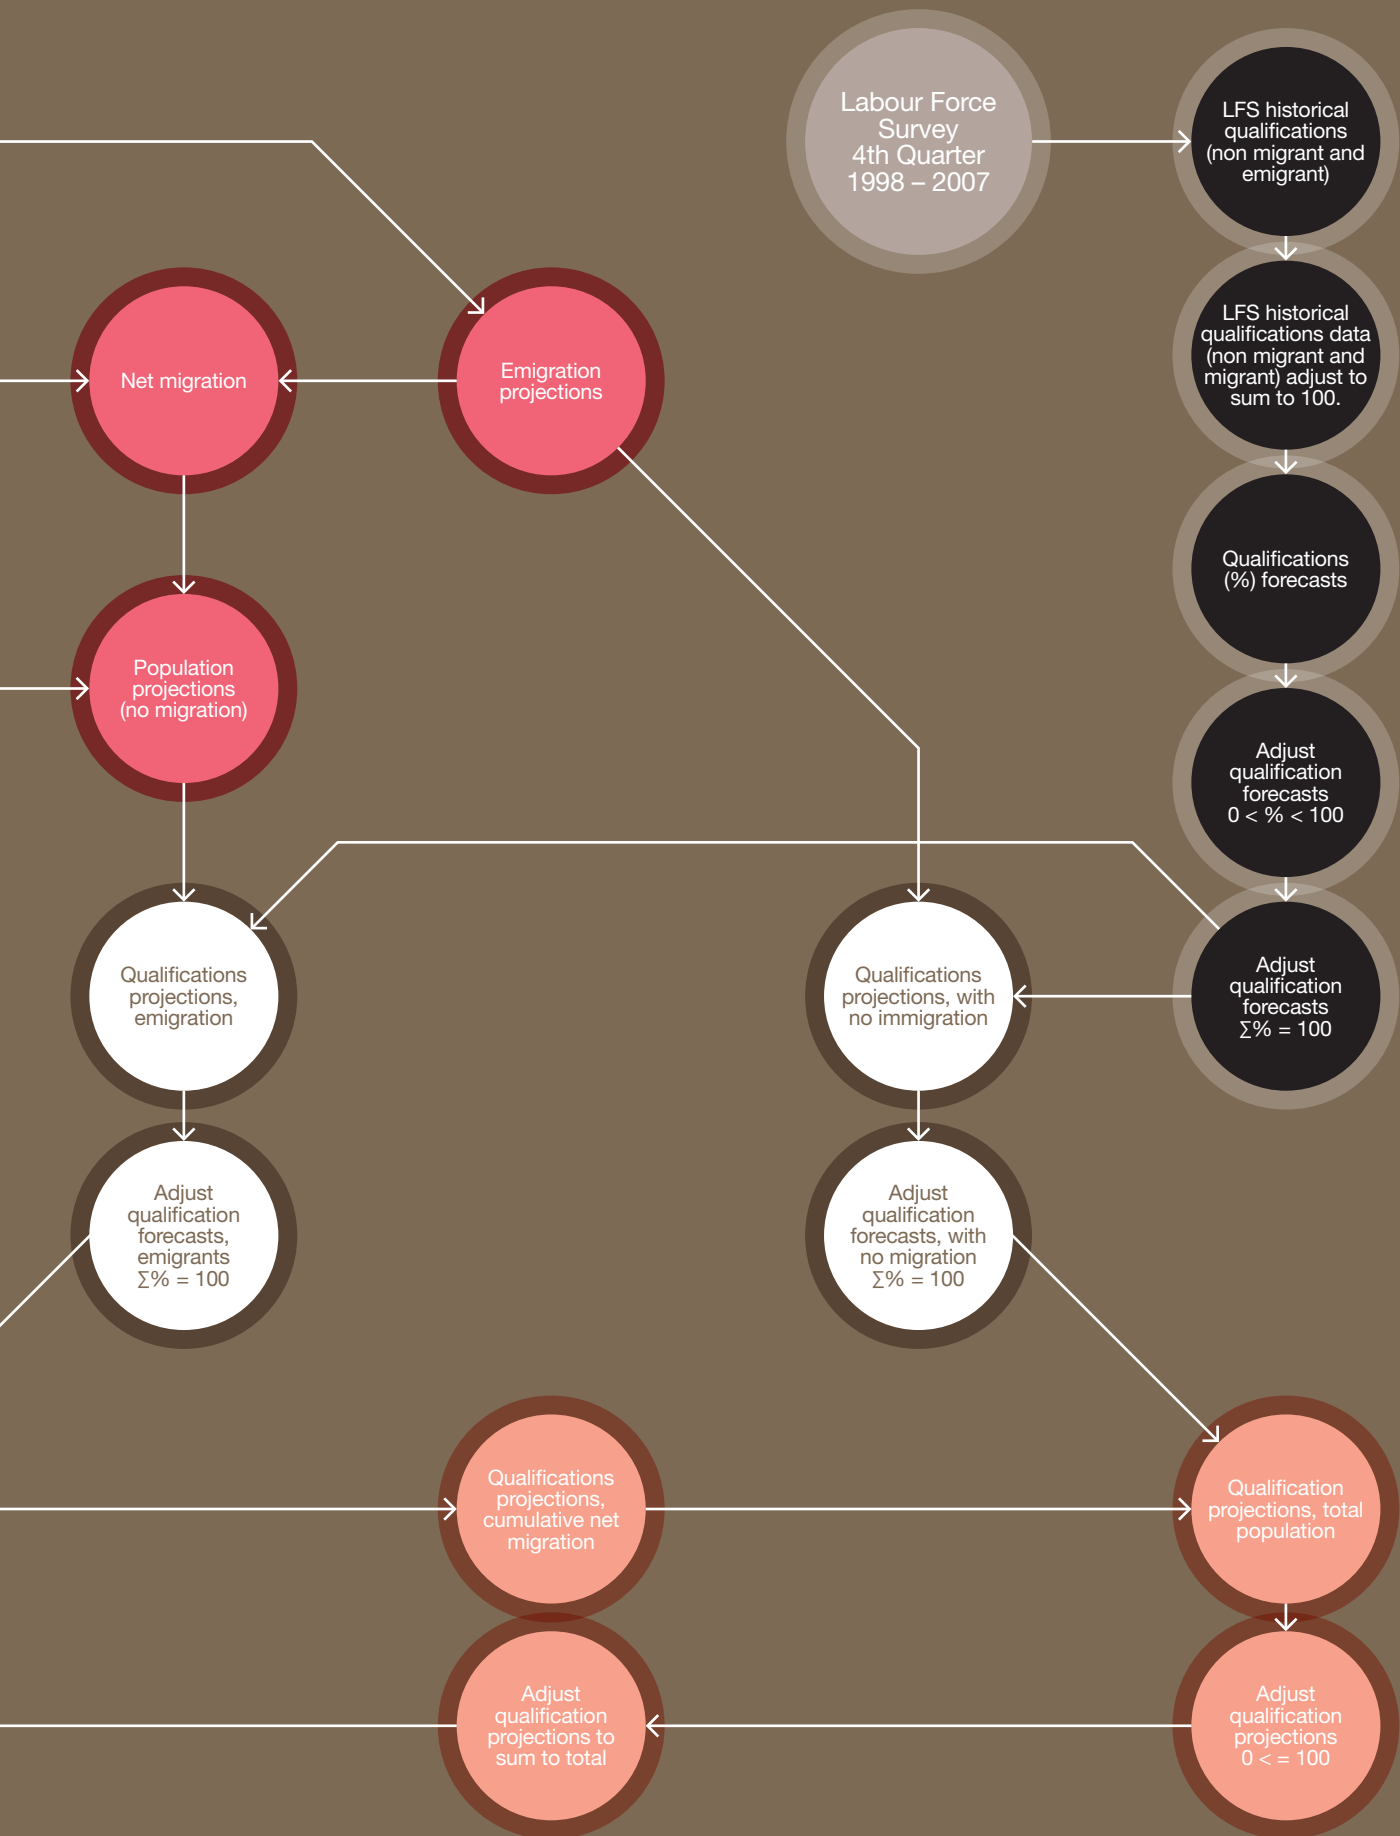 Labour Force
Survey
4th Quarter
1998 – 2007
LFS historical
qualifications
(non migrant and
emigrant)
LFS historical
qualifications data
(non migrant and
migrant) adjust to
sum to 100.
Net migration
Emigration
projections
Qualifications
(%) forecasts
Population
projections
(no migration)
Adjust
qualification
forecasts
0 < % < 100
Qualifications
projections,
emigration
Qualifications
projections, with
no immigration
Adjust
qualification
forecasts
∑% = 100
Adjust
qualification
forecasts,
emigrants
∑% = 100
Adjust
qualification
forecasts, with
no migration
∑% = 100
Qualifications
projections,
cumulative net
migration
Qualification
projections, total
population
Adjust
qualification
projections to
sum to total
Adjust
qualification
projections
0 < = 100